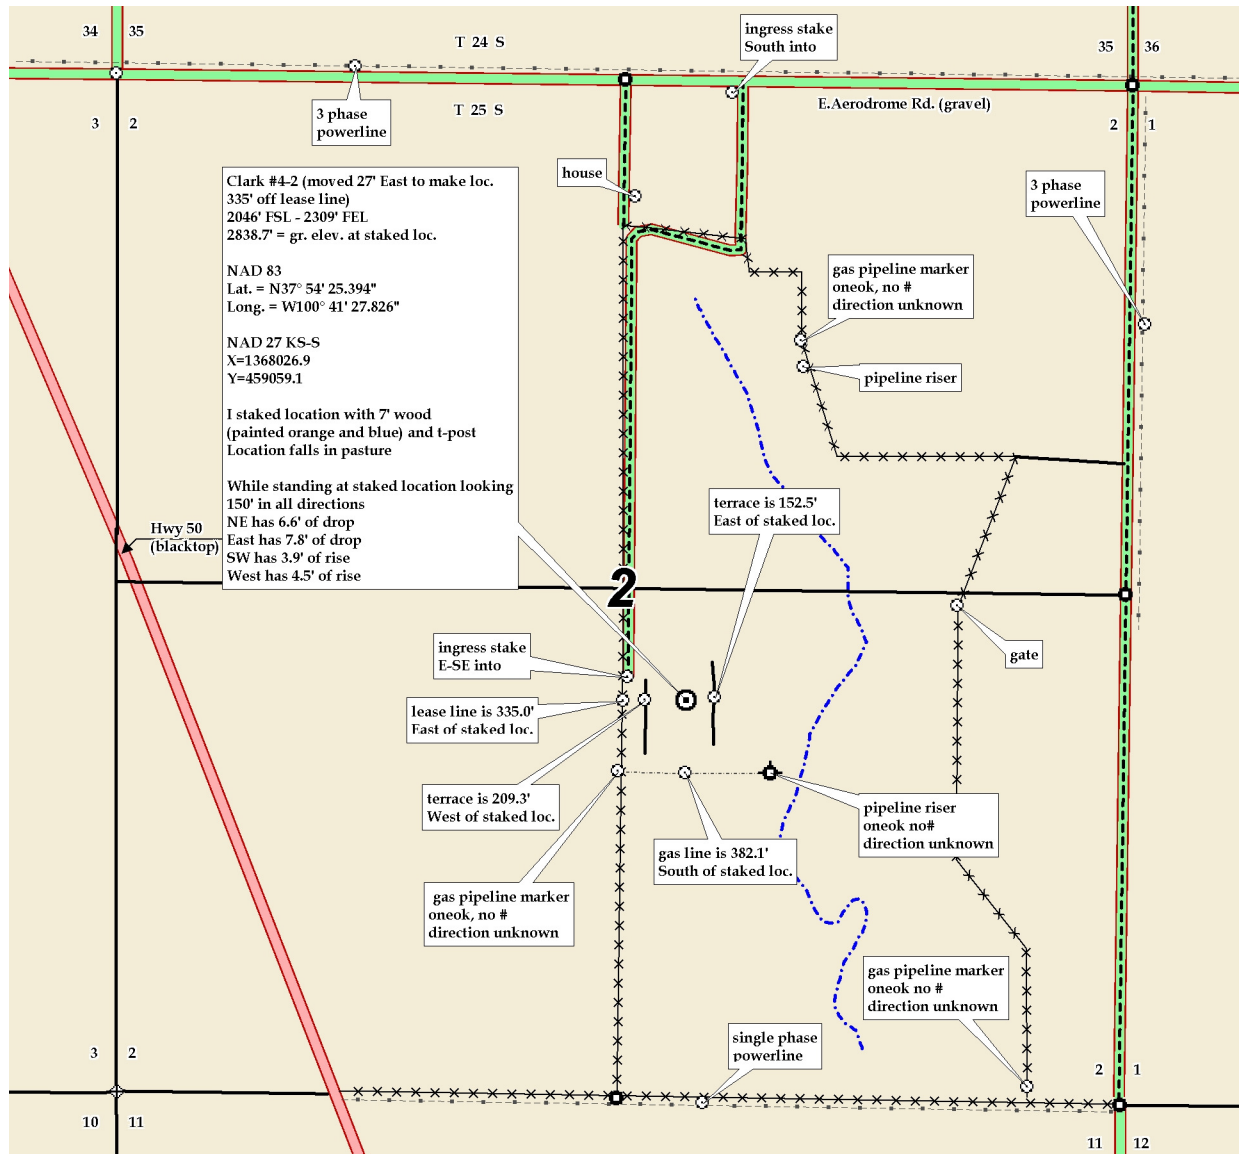 34
35
T 24 S
ingress stake
South into
35
36
3 phase
powerline
T 25 S
E.Aerodrome Rd. (gravel)
3
2
2
1
house
3 phase
powerline
Clark #4-2 (moved 27' East to make loc.
335' off lease line)
2046' FSL - 2309' FEL
2838.7' = gr. elev. at staked loc.
NAD 83
Lat. = N37° 54' 25.394"
Long. = W100° 41' 27.826"
NAD 27 KS-S
X=1368026.9
Y=459059.1
I staked location with 7' wood
(painted orange and blue) and t-post
Location falls in pasture
While standing at staked location looking
150' in all directions
NE has 6.6' of drop
East has 7.8' of drop
SW has 3.9' of rise
West has 4.5' of rise
gas pipeline marker
oneok, no #
direction unknown
pipeline riser
terrace is 152.5'
East of staked loc.
Hwy 50
(blacktop)
2
ingress stake
E-SE into
gate
lease line is 335.0'
East of staked loc.
terrace is 209.3'
West of staked loc.
pipeline riser
oneok no#
direction unknown
gas line is 382.1'
South of staked loc.
gas pipeline marker
oneok, no #
direction unknown
gas pipeline marker
oneok no #
direction unknown
single phase
powerline
3
2
2
1
10
11
11
12